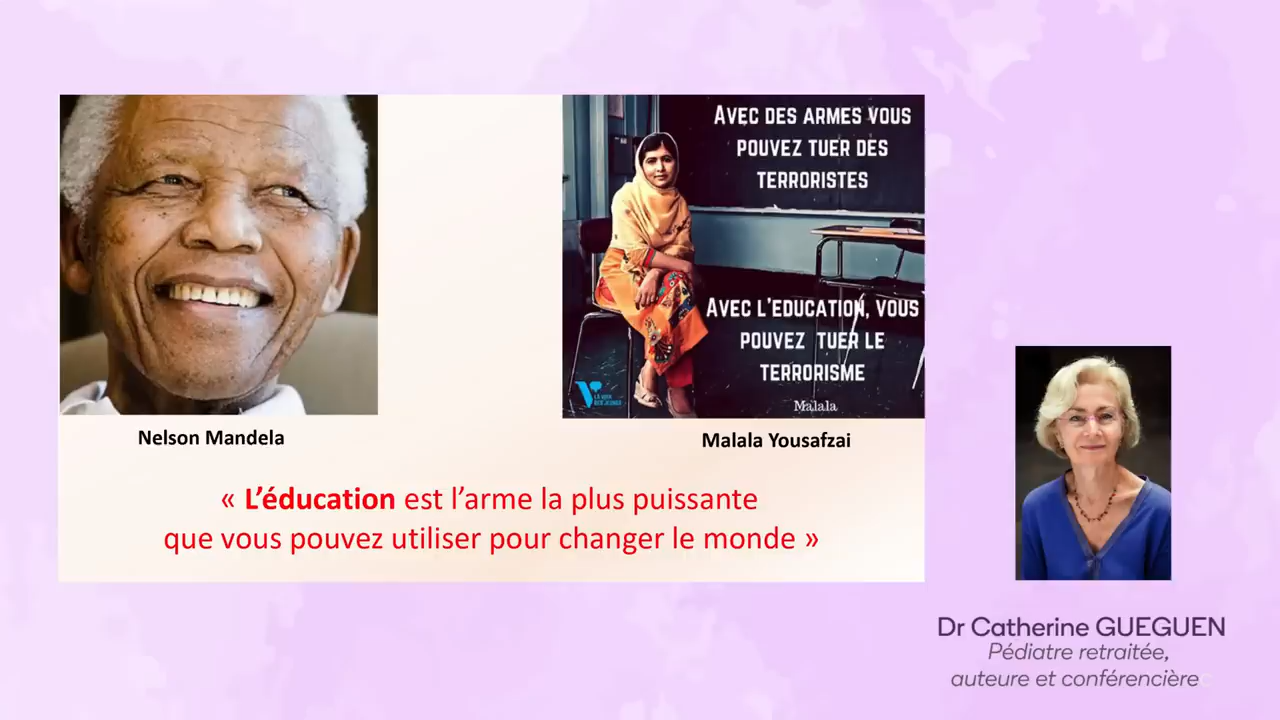 AVEC DES ARMES VOUS
POUVEZ TUER DES
TERRORISTES
AVEC L'EDUCATION, VOUS
POUVEZ TUER LE
TERRORISME
Malala
Nelson Mandela
Malala Yousafzai
« L'éducation est l'arme la plus puissante
que vous pouvez utiliser pour changer le monde »
Dr Catherine GUEGUEN
Pédiatre retraitée,
auteure et conférencière